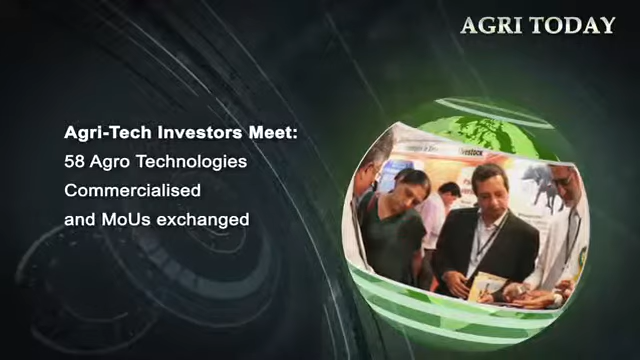 AGRI TODAY
Agri-Tech Investors Meet:
58 Agro Technologies
Commercialised
and MoUs exchanged